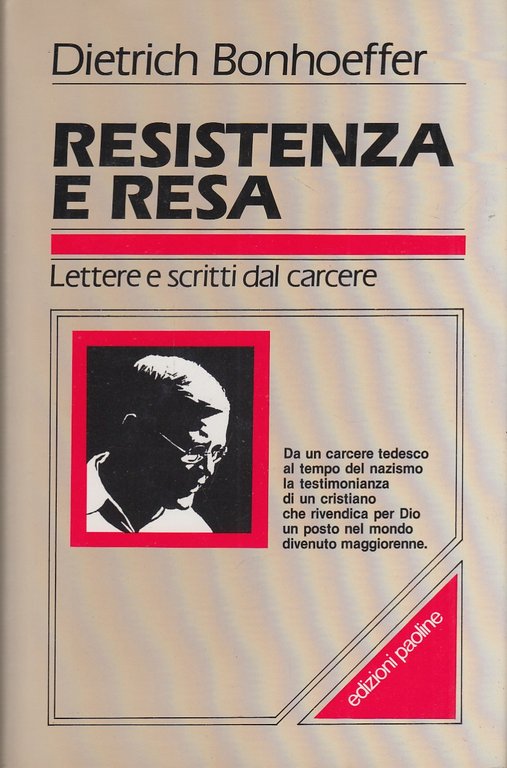 Dietrich Bonhoeffer
RESISTENZA
E RESA
Lettere e scritti dal carcere
Da un carcere tedesco
al tempo del nazismo
la testimonianza
di un cristiano
che rivendica per Dio
un posto nel mondo
divenuto maggiorenne.
edizioni paoline